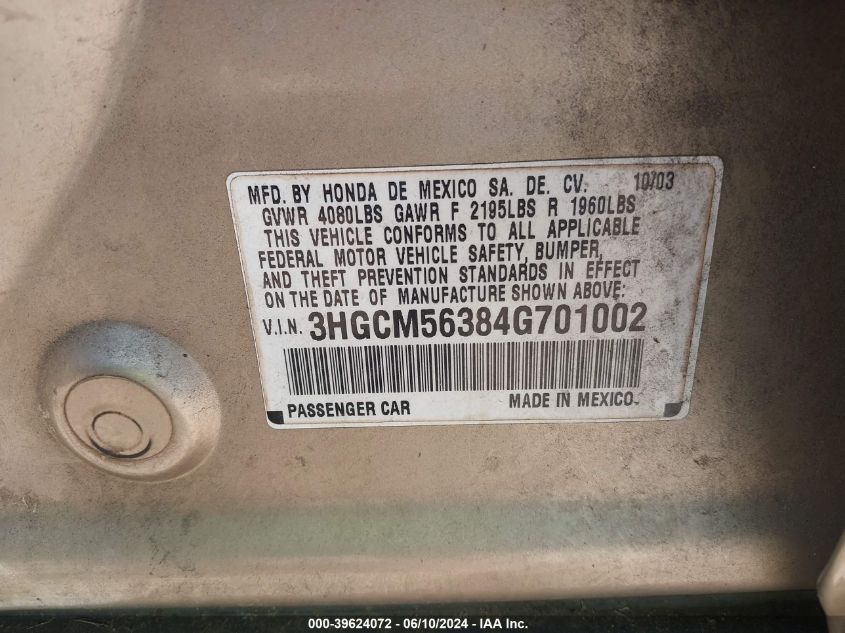 MFD. BY HONDA DE MEXICO SA. DE. CV. 10/03
GVWR 4080LBS GAWR F 2195LBS R 1960LBS
THIS VEHICLE CONFORMS TO ALL APPLICABLE
FEDERAL MOTOR VEHICLE SAFETY, BUMPER,
AND THEFT PREVENTION STANDARDS IN EFFECT
ON THE DATE OF MANUFACTURE SHOWN ABOVE:
V.I.N. 3HGCM56384G701002
PASSENGER CAR MADE IN MEXICO
000-39624072 - 06/10/2024 - IAA, Inc.